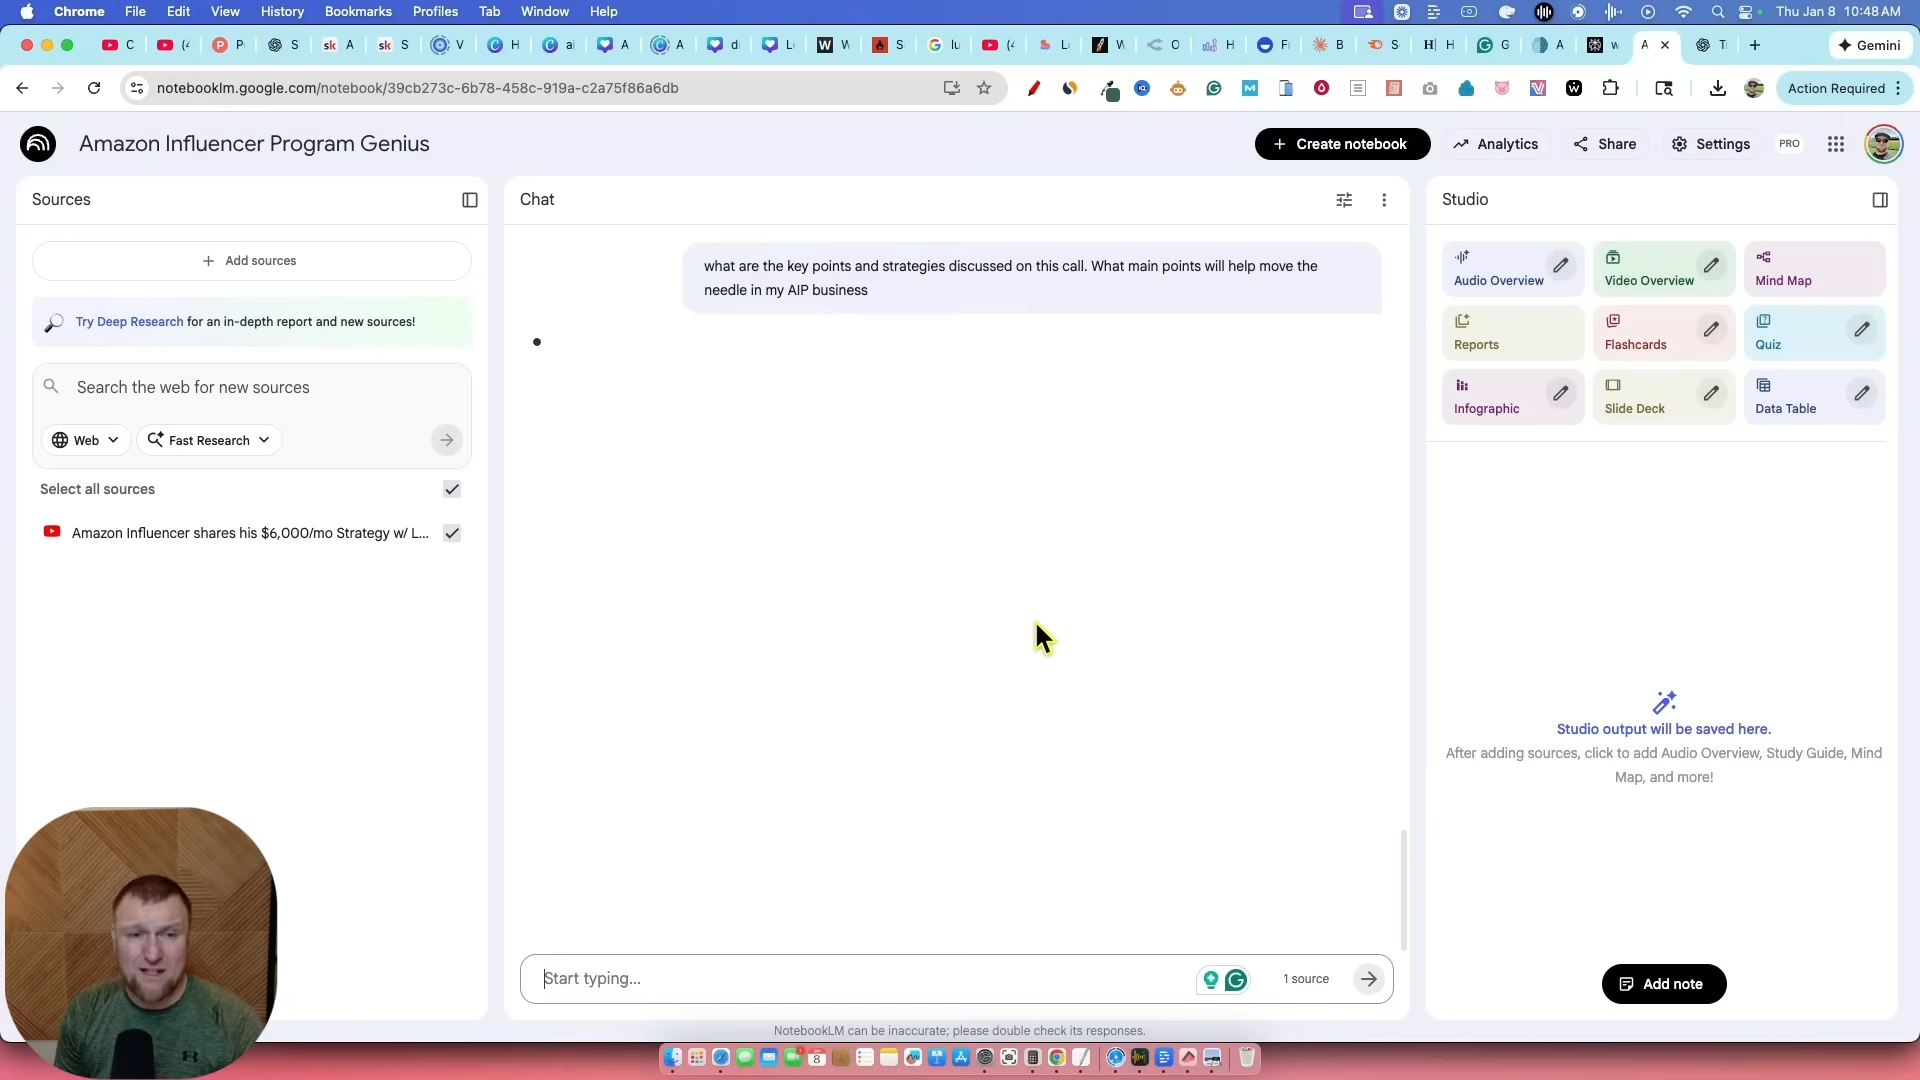 Chrome File Edit View History Bookmarks Profiles Tab Window Help Thu Jan 8 10:48 AM
Gemini
notebooklm.google.com/notebook/39cb273c-6b78-458c-919a-c2a75f86a6db
Action Required
Amazon Influencer Program Genius
Create notebook
Analytics
Share
Settings
PRO
Sources
Add sources
Try Deep Research for an in-depth report and new sources!
Search the web for new sources
Web
Fast Research
Select all sources
Amazon Influencer shares his $6,000/mo Strategy w/ L...
Chat
what are the key points and strategies discussed on this call. What main points will help move the
needle in my AIP business
Start typing...
1 source
NotebookLM can be inaccurate; please double check its responses.
Studio
Audio Overview
Video Overview
Mind Map
Reports
Flashcards
Quiz
Infographic
Slide Deck
Data Table
Studio output will be saved here.
After adding sources, click to add Audio Overview, Study Guide, Mind
Map, and more!
Add note